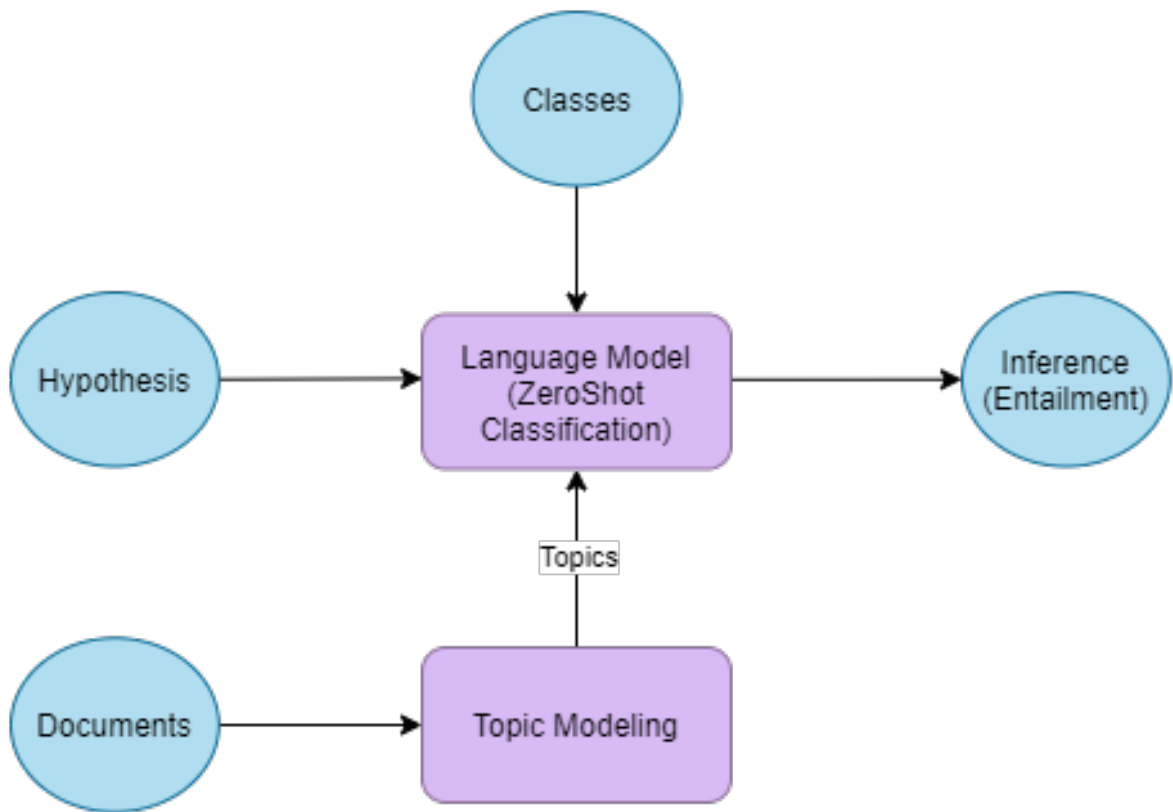 Classes
Hypothesis
Language Model
(ZeroShot
Classification)
Inference
(Entailment)
Topics
Documents
Topic Modeling